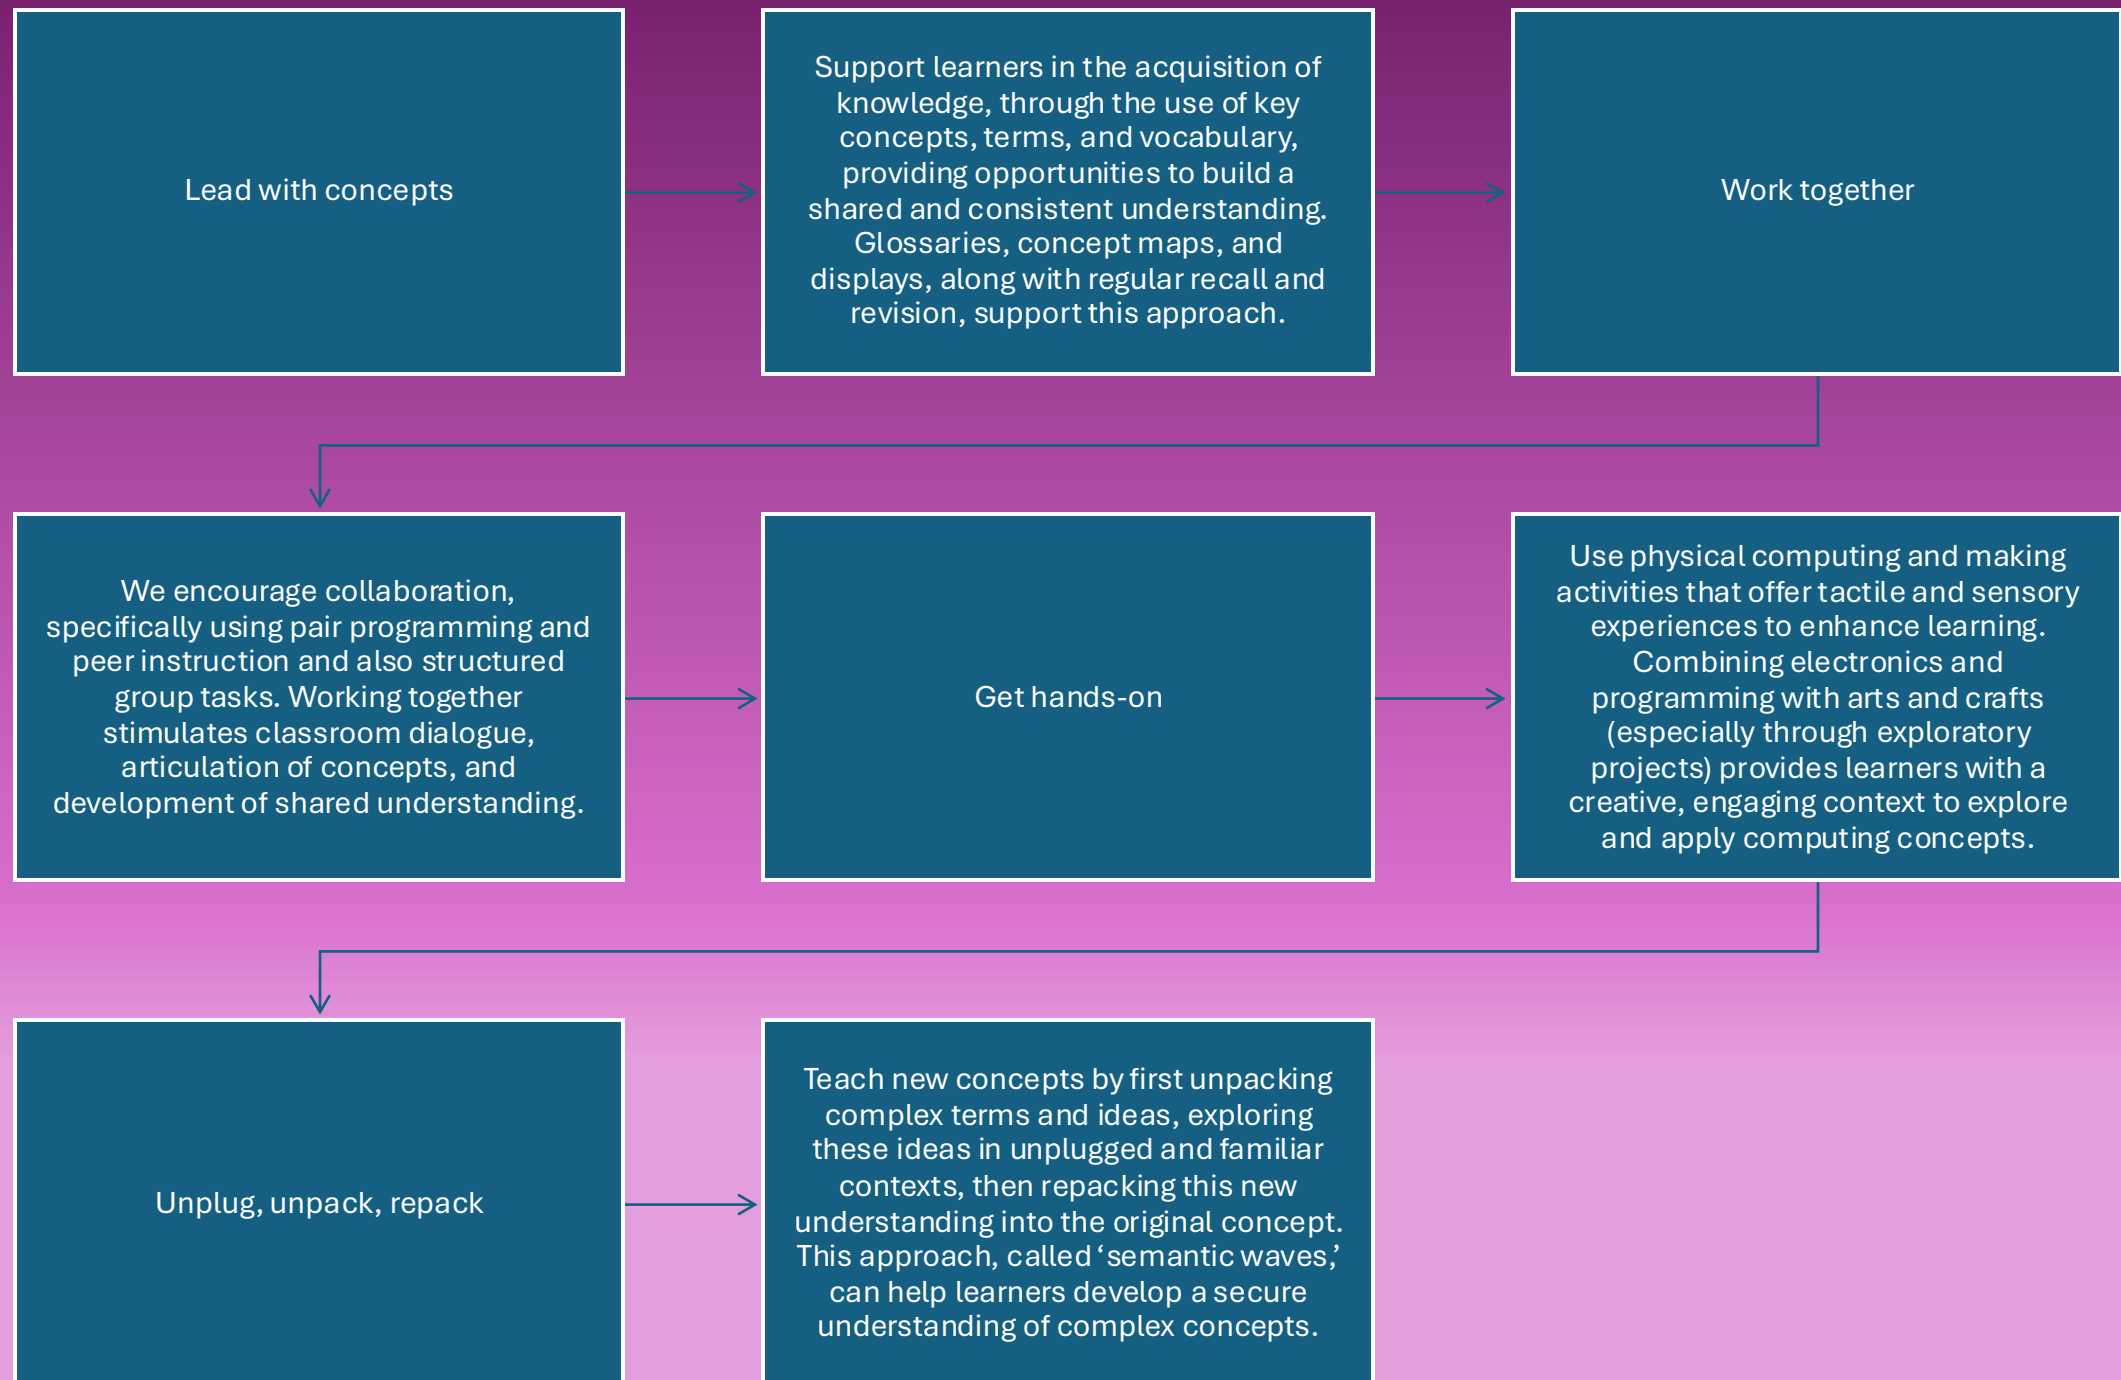 Lead with concepts
Support learners in the acquisition of
knowledge, through the use of key
concepts, terms, and vocabulary,
providing opportunities to build a
shared and consistent understanding.
Glossaries, concept maps, and
displays, along with regular recall and
revision, support this approach.
Work together
We encourage collaboration,
specifically using pair programming and
peer instruction and also structured
group tasks. Working together
stimulates classroom dialogue,
articulation of concepts, and
development of shared understanding.
Get hands-on
Use physical computing and making
activities that offer tactile and sensory
experiences to enhance learning.
Combining electronics and
programming with arts and crafts
(especially through exploratory
projects) provides learners with a
creative, engaging context to explore
and apply computing concepts.
Unplug, unpack, repack
Teach new concepts by first unpacking
complex terms and ideas, exploring
these ideas in unplugged and familiar
contexts, then repacking this new
understanding into the original concept.
This approach, called ‘semantic waves,’
can help learners develop a secure
understanding of complex concepts.